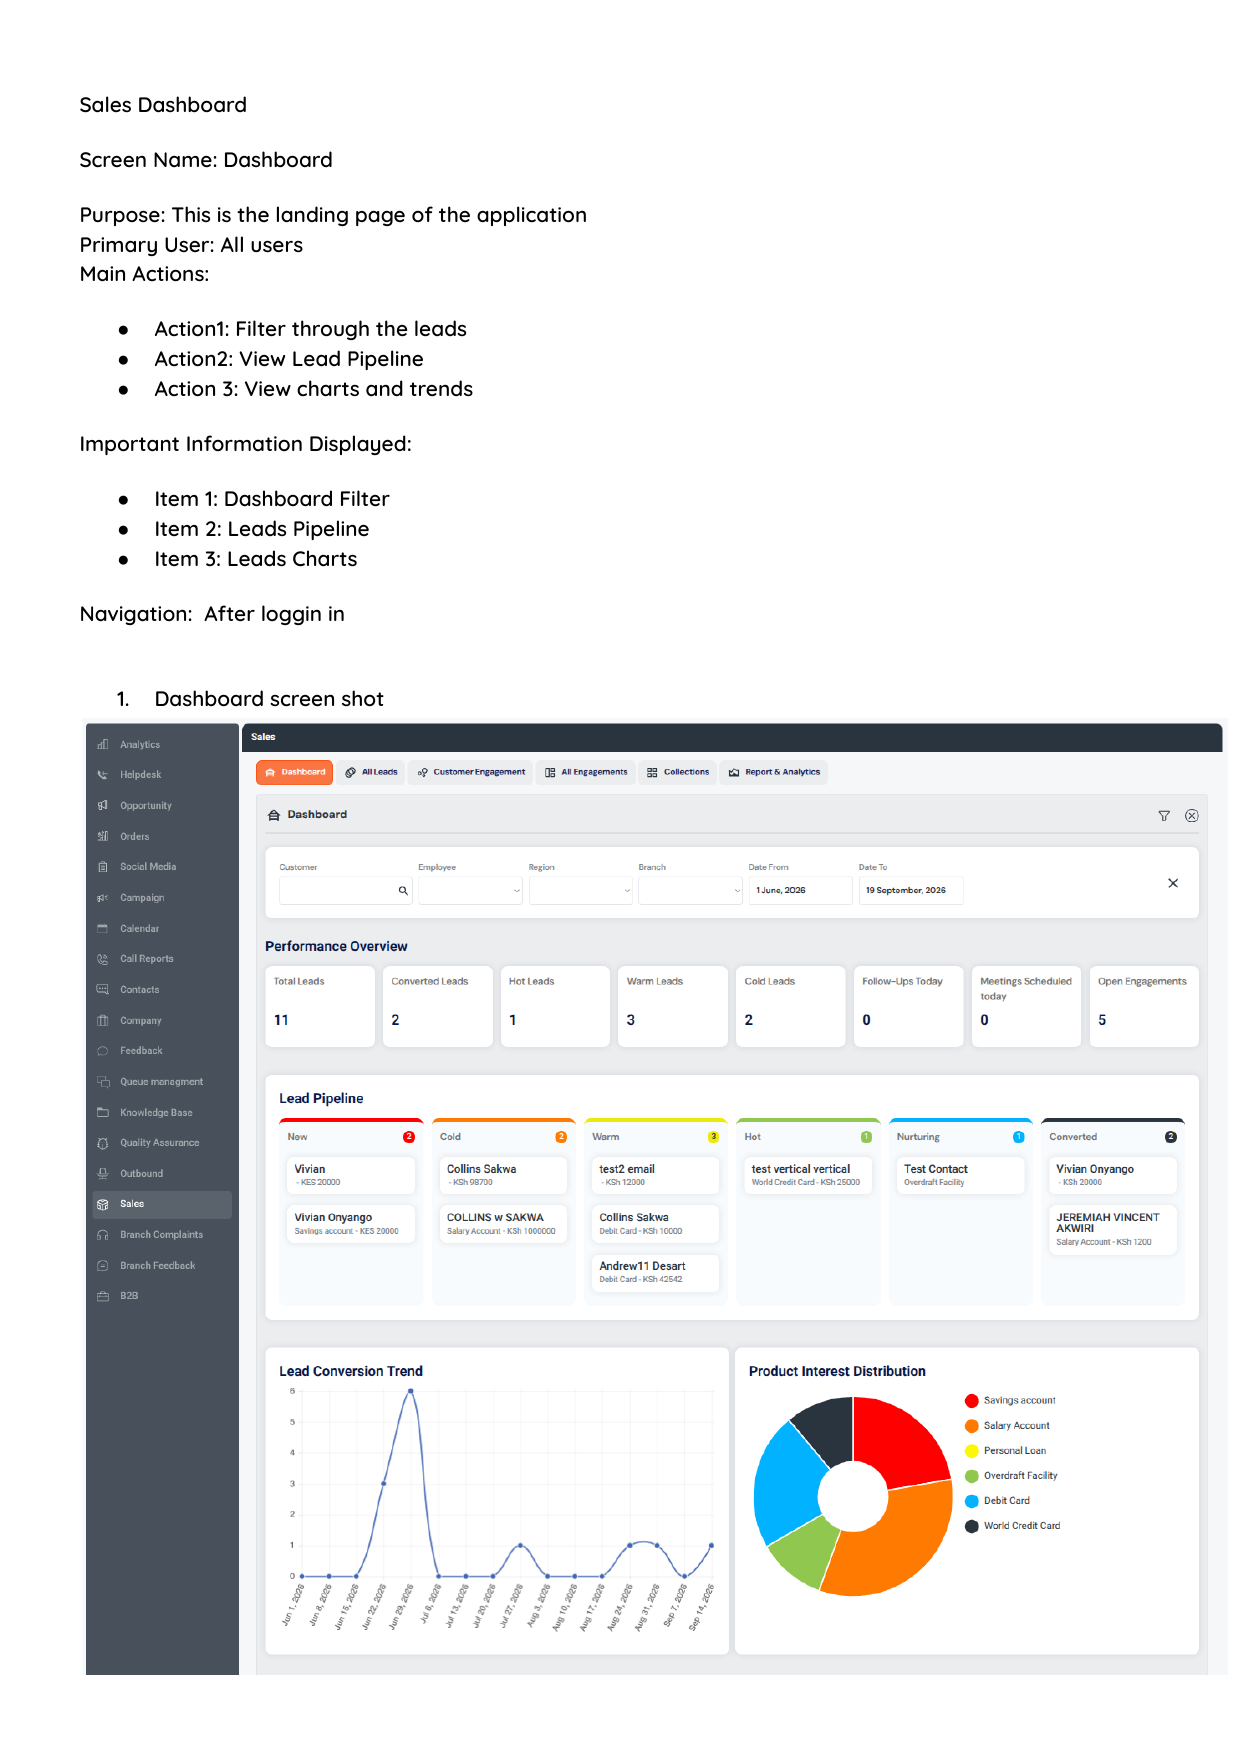 Sales Dashboard
Screen Name: Dashboard
Purpose: This is the landing page of the application
Primary User: All users
Main Actions:
● Action1: Filter through the leads
● Action2: View Lead Pipeline
● Action 3: View charts and trends
Important Information Displayed:
● Item 1: Dashboard Filter
● Item 2: Leads Pipeline
● Item 3: Leads Charts
Navigation:  After loggin in
1. Dashboard screen shot
Analytics
Helpdesk
Opportunity
Orders
Social Media
Campaign
Calendar
Call Reports
Contacts
Company
Feedback
Queue managment
Knowledge Base
Quality Assurance
Outbound
Sales
Branch Complaints
Branch Feedback
B2B
Sales
Dashboard All Leads Customer Engagement All Engagements Collections Report & Analytics
Dashboard
Customer Employee Region Branch Date From Date To
1 June, 2026 19 September, 2026
Performance Overview
Total Leads Converted Leads Hot Leads Warm Leads Cold Leads Follow-Ups Today Meetings Scheduled today Open Engagements
11 2 1 3 2 0 0 5
Lead Pipeline
New 2
Vivian
- KES 20000
Vivian Onyango
Savings account - KES 20000
Cold 2
Collins Sakwa
- KSh 98700
COLLINS w SAKWA
Salary Account - KSh 1000000
Warm 3
test2 email
- KSh 12000
Collins Sakwa
Debit Card - KSh 10000
Andrew11 Desart
Debit Card - KSh 42542
Hot 1
test vertical vertical
World Credit Card - KSh 25000
Nurturing 1
Test Contact
Overdraft Facility
Converted 2
Vivian Onyango
- KSh 20000
JEREMIAH VINCENT
AKWIRI
Salary Account - KSh 1200
Lead Conversion Trend
6
5
4
3
2
1
0
Jun 1, 2026
Jun 8, 2026
Jun 15, 2026
Jun 22, 2026
Jun 29, 2026
Jul 6, 2026
Jul 13, 2026
Jul 20, 2026
Jul 27, 2026
Aug 3, 2026
Aug 10, 2026
Aug 17, 2026
Aug 24, 2026
Aug 31, 2026
Sep 7, 2026
Sep 14, 2026
Product Interest Distribution
Savings account
Salary Account
Personal Loan
Overdraft Facility
Debit Card
World Credit Card